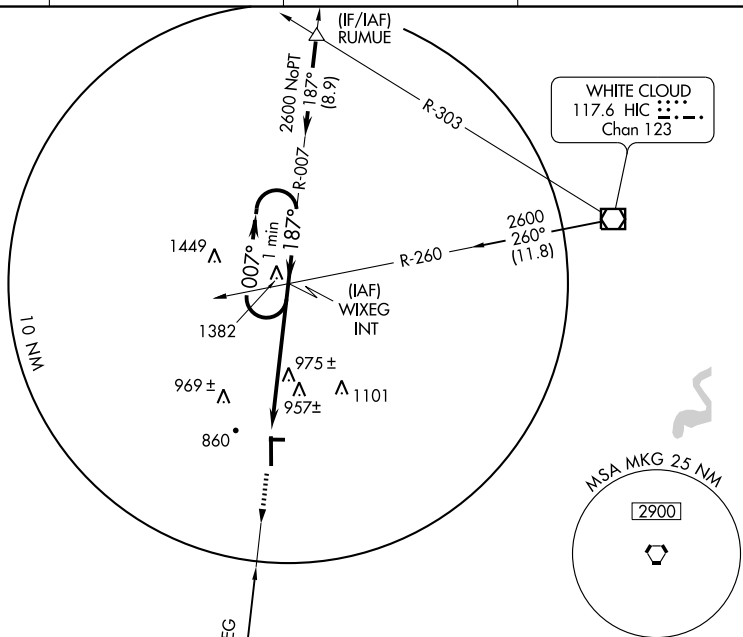 (IF/IAF)
RUMUE
2600 NoPT
187°
(8.9)
R-303
WHITE CLOUD
117.6 HIC
Chan 123
R-007
2600
260°
(11.8)
R-260
1449
007°
1 min
187°
(IAF)
WIXEG
INT
1382
10 NM
975 ±
969 ±
957±
1101
860
MSA MKG 25 NM
2900
EG